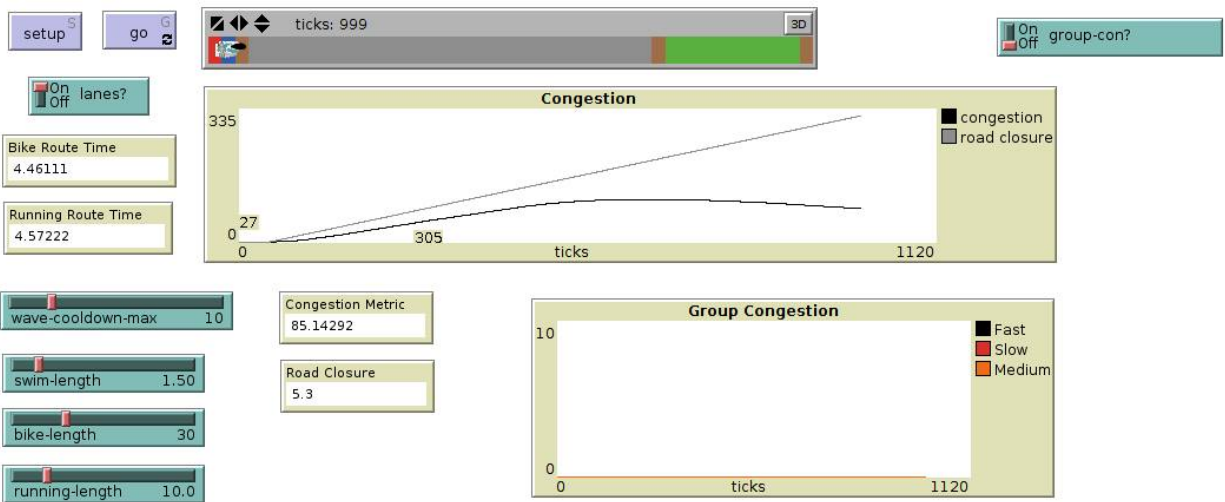 setup S
go G
ticks: 999
3D
On
Off
group-con?
On
Off
lanes?
Bike Route Time
4.46111
Running Route Time
4.57222
Congestion
335
0
27
305
0
ticks
1120
congestion
road closure
wave-cooldown-max 10
swim-length 1.50
bike-length 30
running-length 10.0
Congestion Metric
85.14292
Road Closure
5.3
Group Congestion
10
0
0
ticks
1120
Fast
Slow
Medium